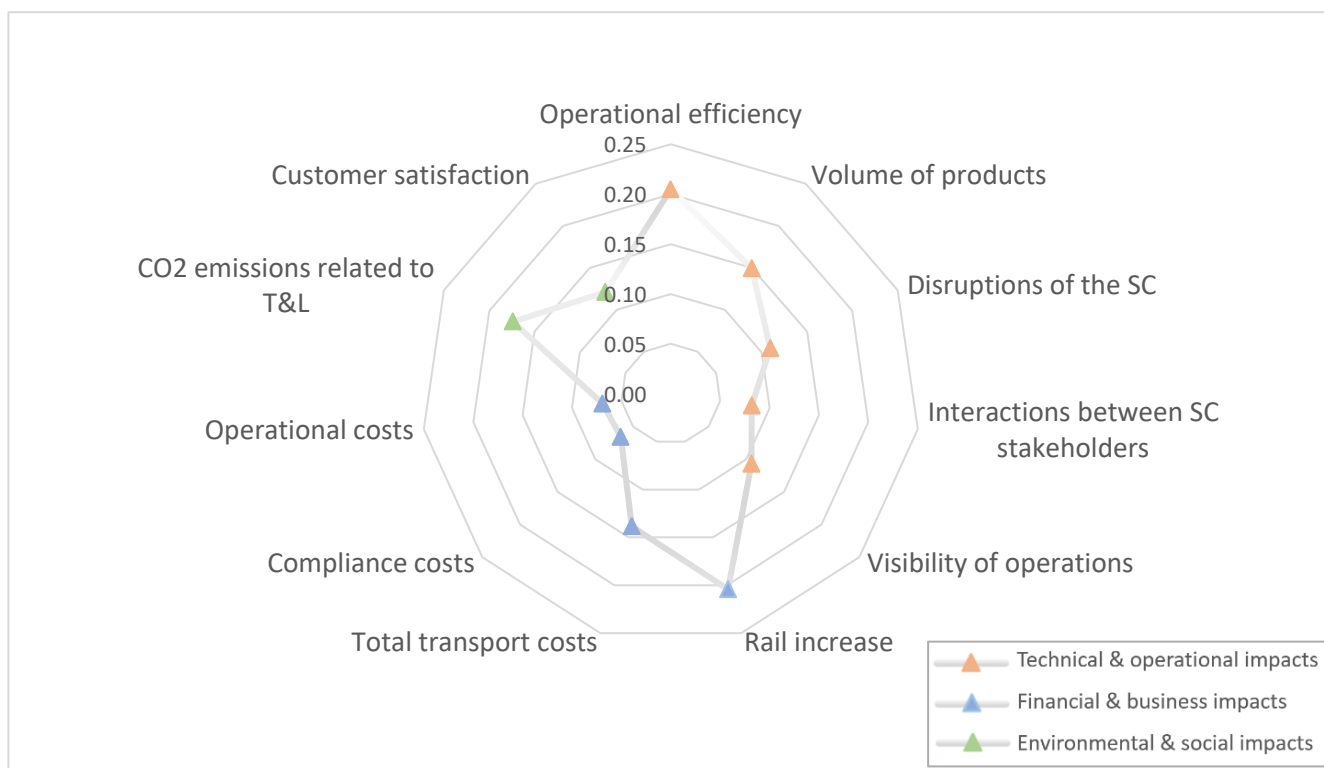 Operational efficiency
0.25
Customer satisfaction
Volume of products
0.20
0.15
CO2 emissions related to
T&L
Disruptions of the SC
0.10
0.05
0.00
Operational costs
Interactions between SC
stakeholders
Compliance costs
Visibility of operations
Total transport costs
Rail increase
Technical & operational impacts
Financial & business impacts
Environmental & social impacts